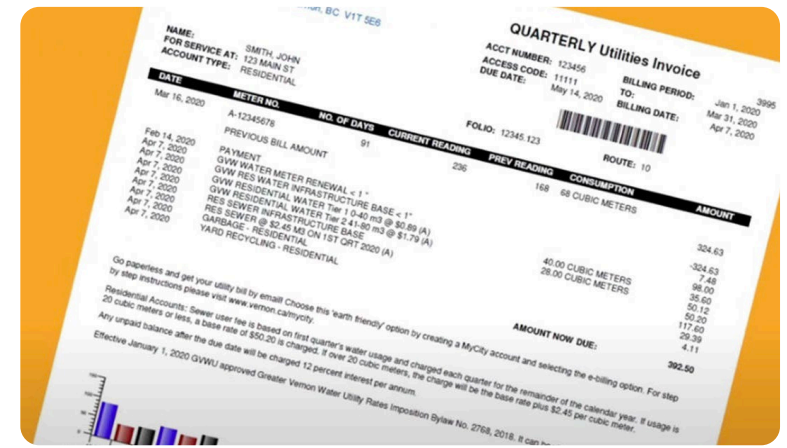 BC V1T 5E6
QUARTERLY Utilities Invoice
NAME: SMITH, JOHN
FOR SERVICE AT: 123 MAIN ST
ACCOUNT TYPE: RESIDENTIAL
ACCT NUMBER: 123456
ACCESS CODE: 11111
DUE DATE: May 14, 2020
3995
BILLING PERIOD: Jan 1, 2020
TO: Mar 31, 2020
BILLING DATE: Apr 7, 2020
FOLIO: 12345.123
ROUTE: 10
DATE METER NO. NO. OF DAYS CURRENT READING PREV READING CONSUMPTION AMOUNT
Mar 16, 2020 A-12345678 91 236 168 68 CUBIC METERS
PREVIOUS BILL AMOUNT 324.63
Feb 14, 2020 PAYMENT -324.63
Apr 7, 2020 GVW WATER METER RENEWAL < 1 " 7.48
Apr 7, 2020 GVW RES WATER INFRASTRUCTURE BASE < 1" 98.00
Apr 7, 2020 GVW RESIDENTIAL WATER Tier 1 0-40 m3 @ $0.89 (A) 40.00 CUBIC METERS 35.60
Apr 7, 2020 GVW RESIDENTIAL WATER Tier 2 41-80 m3 @ $1.79 (A) 28.00 CUBIC METERS 50.12
Apr 7, 2020 RES SEWER INFRASTRUCTURE BASE 50.20
Apr 7, 2020 RES SEWER @ $2.45 M3 ON 1ST QRT 2020 (A) 117.60
Apr 7, 2020 GARBAGE - RESIDENTIAL 29.39
Apr 7, 2020 YARD RECYCLING - RESIDENTIAL 4.11
AMOUNT NOW DUE: 392.50
Go paperless and get your utility bill by email! Choose this 'earth friendly' option by creating a MyCity account and selecting the e-billing option. For step
by step instructions please visit www.vernon.ca/mycity.
Residential Accounts: Sewer user fee is based on first quarter's water usage and charged each quarter for the remainder of the calendar year. If usage is
20 cubic meters or less, a base rate of $50.20 is charged. If over 20 cubic meters, the charge will be the base rate plus $2.45 per cubic meter.
Any unpaid balance after the due date will be charged 12 percent interest per annum.
Effective January 1, 2020 GVWU approved Greater Vernon Water Utility Rates Imposition Bylaw No. 2768, 2018. It can be